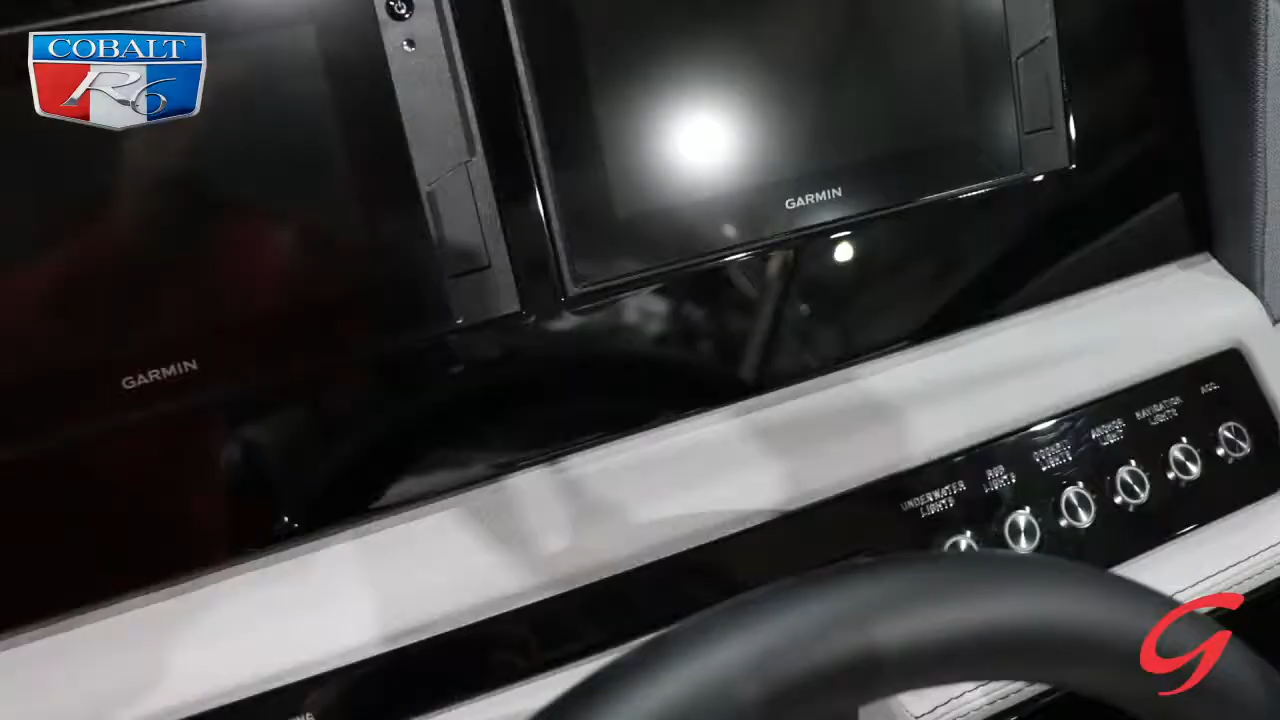 COBALT
R6
GARMIN
GARMIN
UNDERWATER
LIGHTS
RGB
LIGHTS
COCKPIT
LIGHTS
ANCHOR
LIGHT
NAVIGATION
LIGHTS
ACC.
G